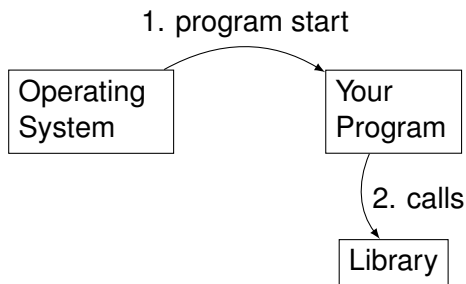 1. program start
Operating
System
Your
Program
2. calls
Library